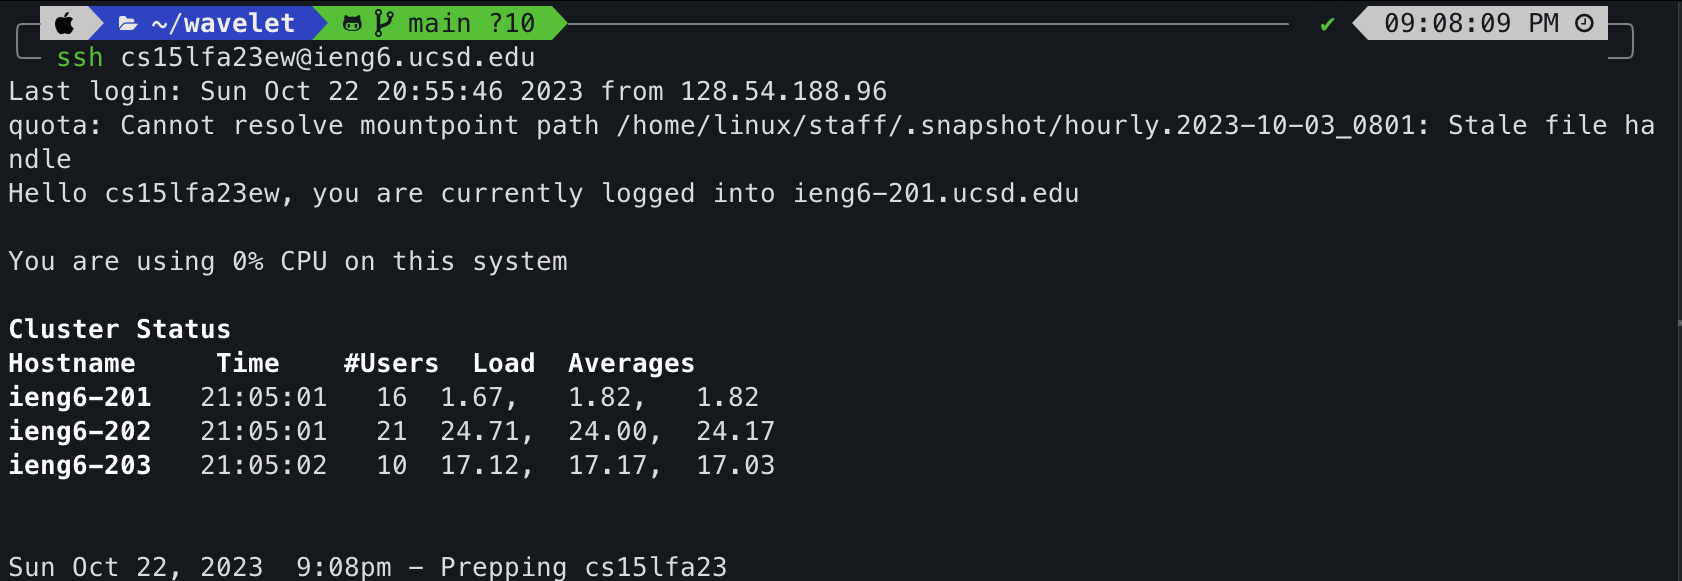 ~/wavelet main ?10 ✔ 09:08:09 PM
ssh cs15lfa23ew@ieng6.ucsd.edu
Last login: Sun Oct 22 20:55:46 2023 from 128.54.188.96
quota: Cannot resolve mountpoint path /home/linux/staff/.snapshot/hourly.2023-10-03_0801: Stale file ha
ndle
Hello cs15lfa23ew, you are currently logged into ieng6-201.ucsd.edu
You are using 0% CPU on this system
Cluster Status
Hostname     Time    #Users  Load  Averages
ieng6-201   21:05:01   16  1.67,   1.82,   1.82
ieng6-202   21:05:01   21  24.71,  24.00,  24.17
ieng6-203   21:05:02   10  17.12,  17.17,  17.03
Sun Oct 22, 2023  9:08pm - Prepping cs15lfa23